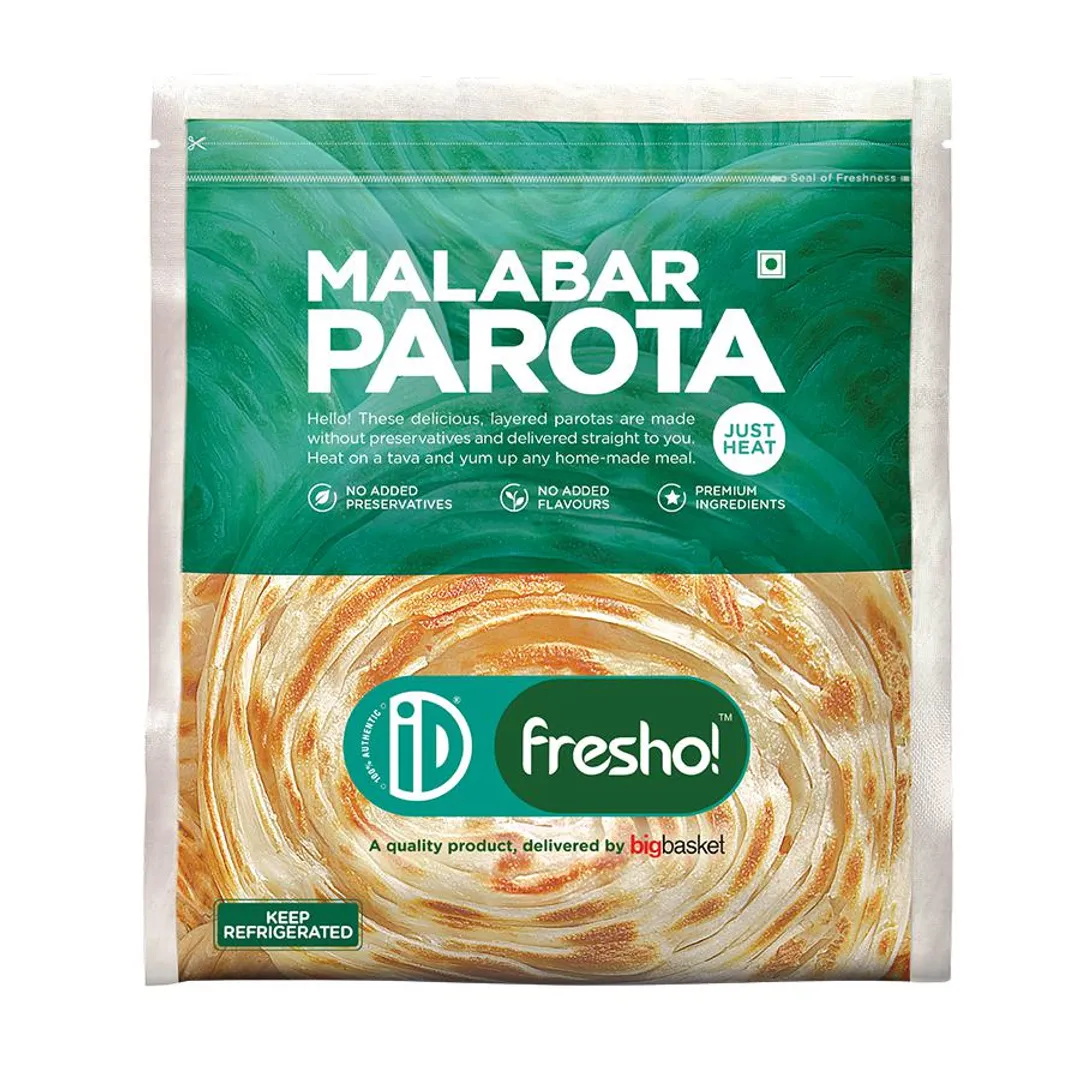 Seal of Freshness
MALABAR
PAROTA
Hello! These delicious, layered parotas are made
without preservatives and delivered straight to you.
Heat on a tava and yum up any home-made meal.
JUST
HEAT
NO ADDED
PRESERVATIVES
NO ADDED
FLAVOURS
PREMIUM
INGREDIENTS
100% AUTHENTIC
iD®
fresho!™
A quality product, delivered by bigbasket
KEEP
REFRIGERATED